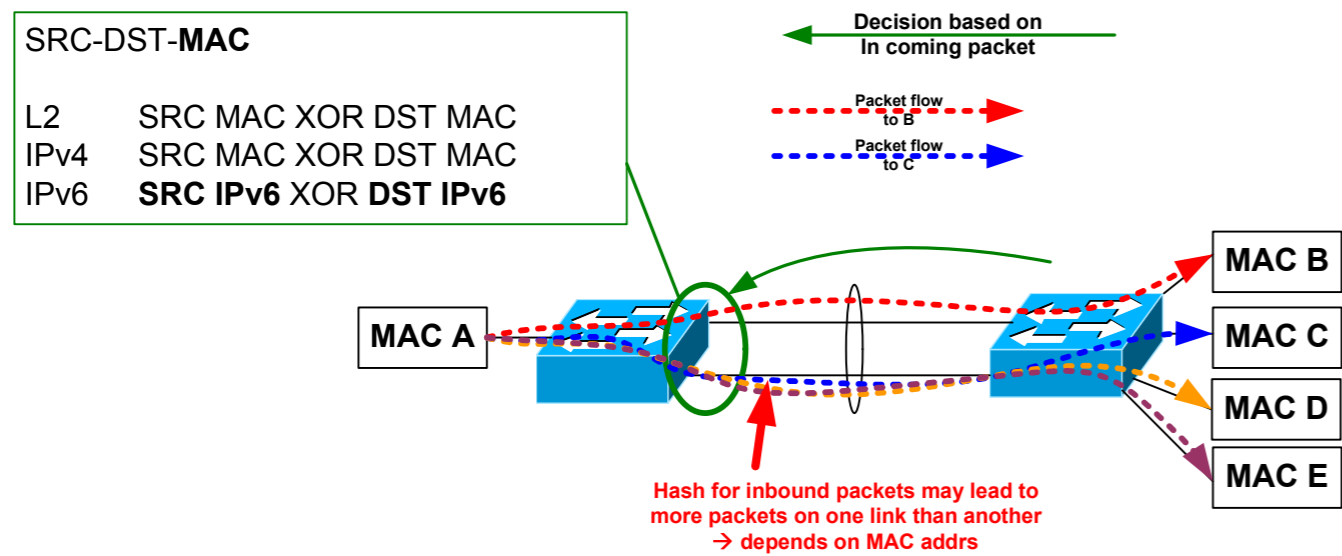 SRC-DST-MAC
L2 SRC MAC XOR DST MAC
IPv4 SRC MAC XOR DST MAC
IPv6 SRC IPv6 XOR DST IPv6
Decision based on
In coming packet
Packet flow
to B
Packet flow
to C
MAC A
MAC B
MAC C
MAC D
MAC E
Hash for inbound packets may lead to
more packets on one link than another
→ depends on MAC addrs